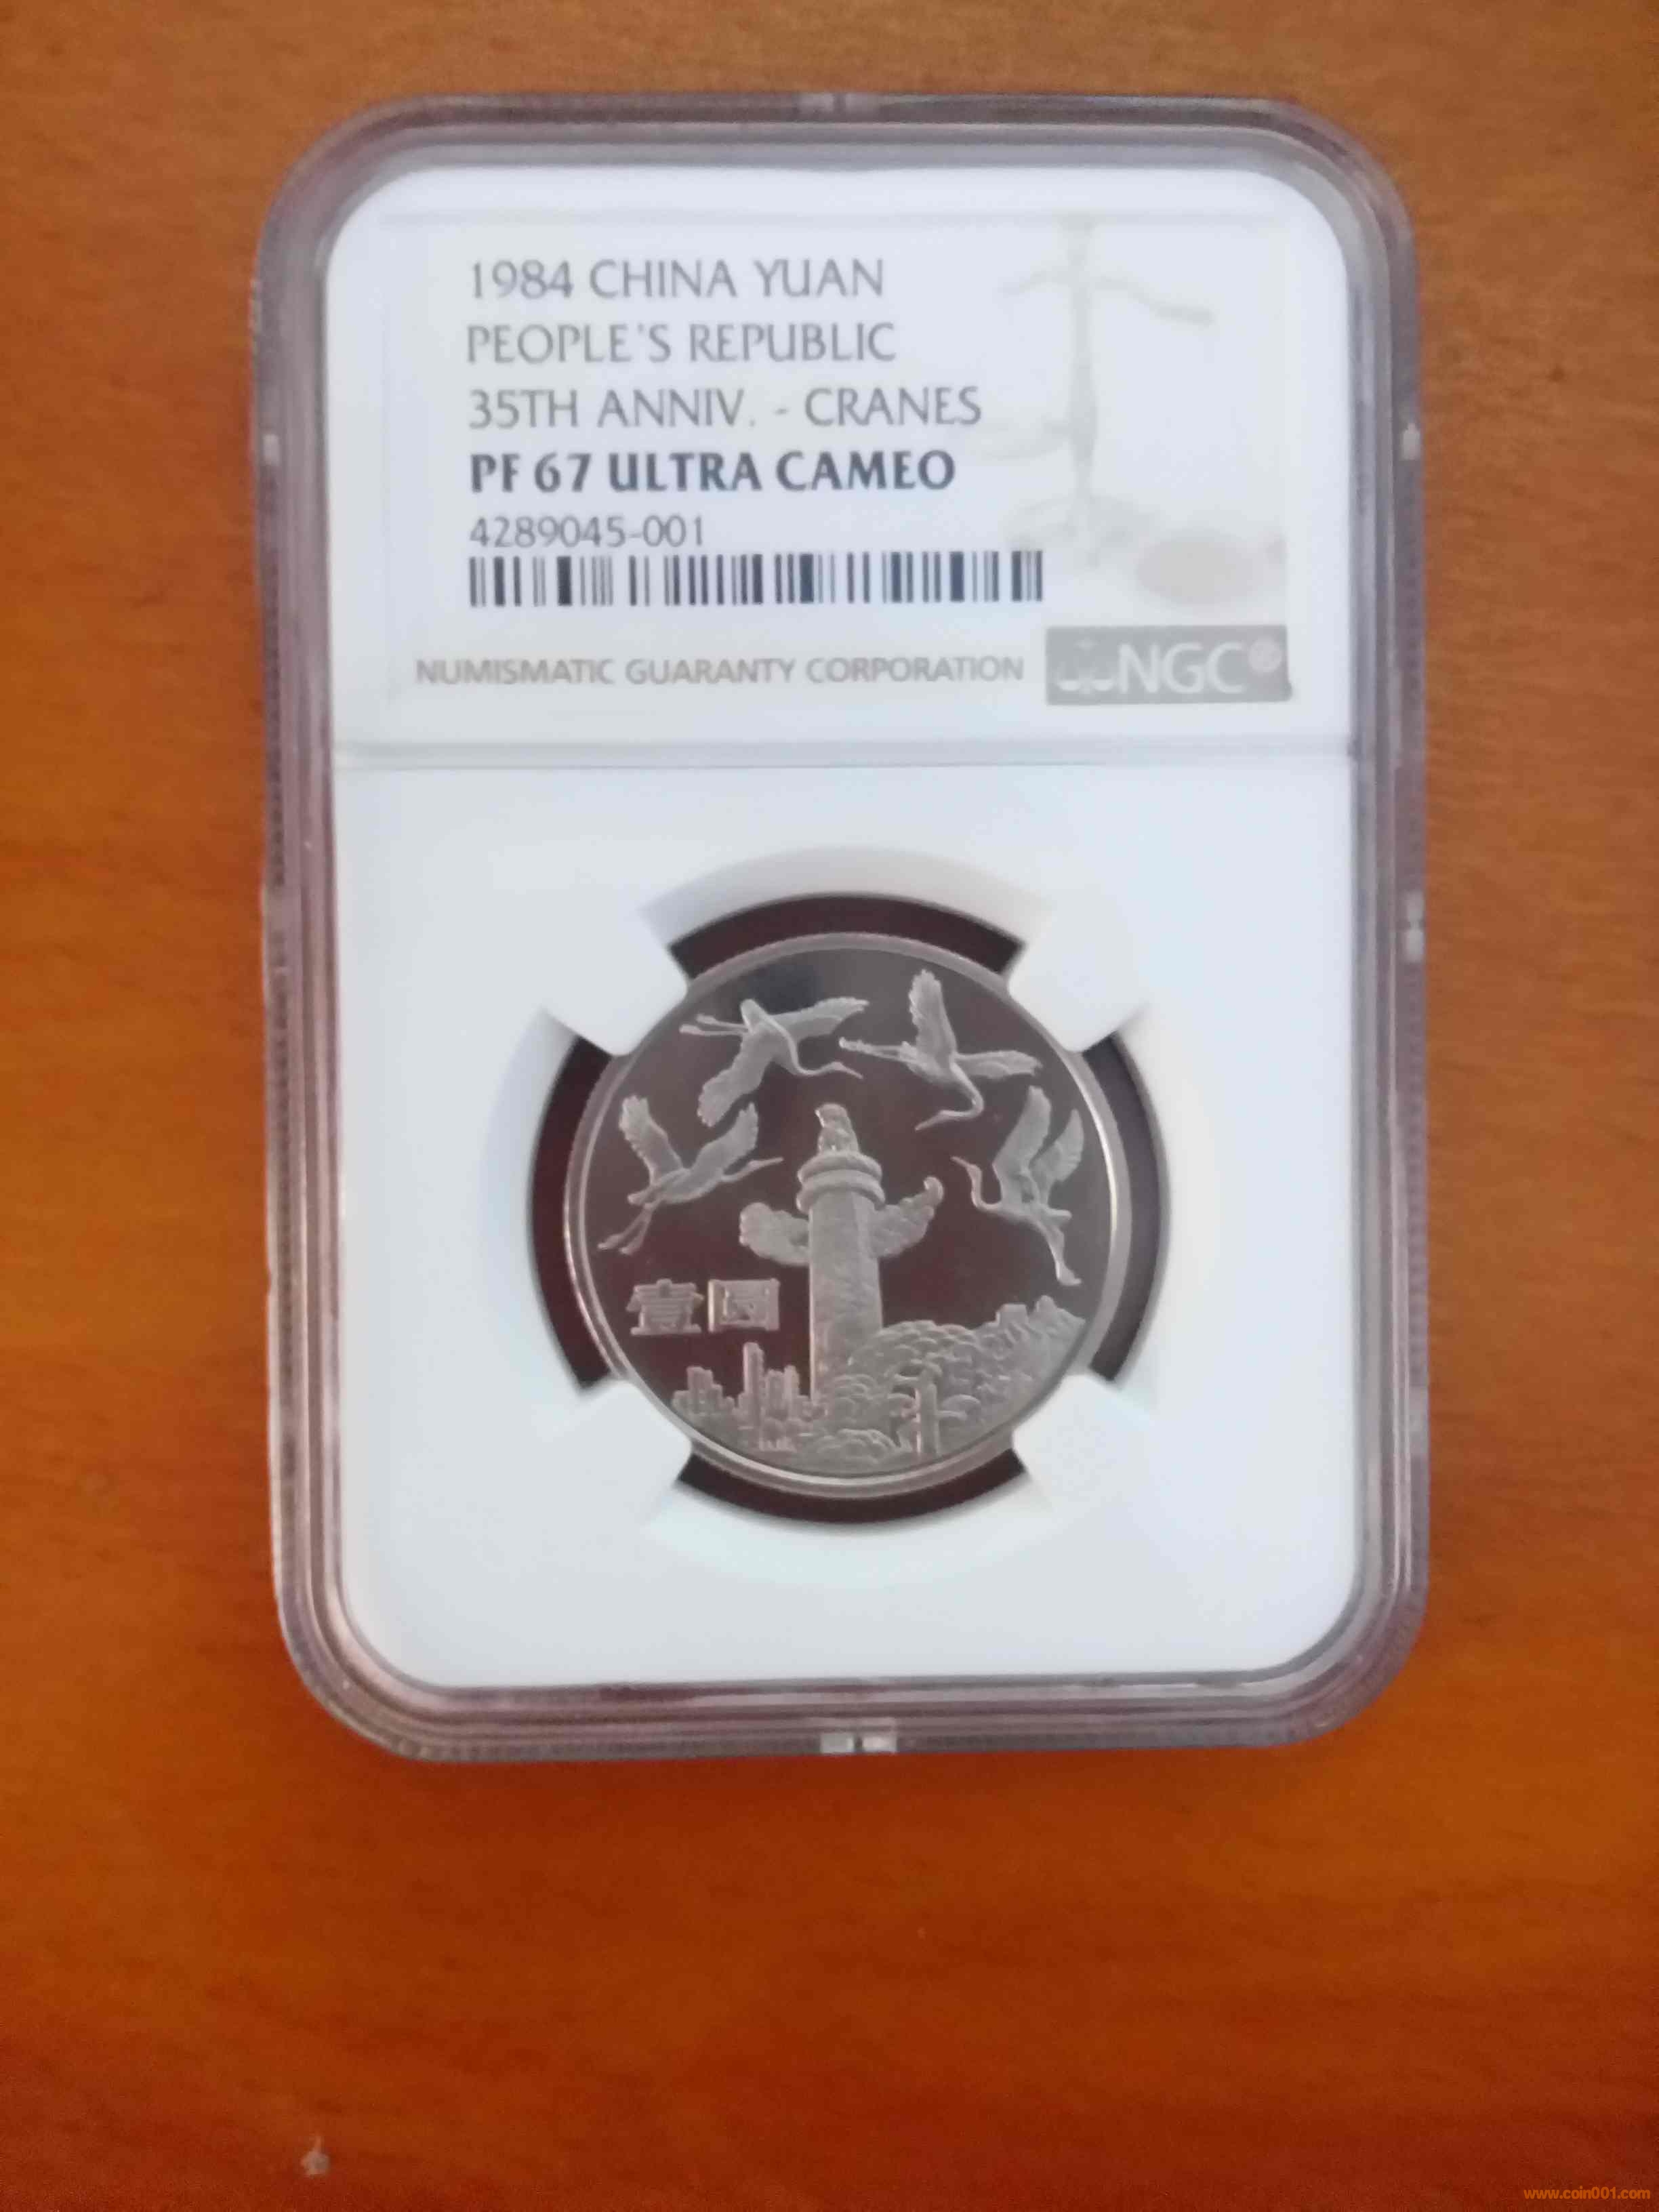 1984 CHINA YUAN
PEOPLE'S REPUBLIC
35TH ANNIV. - CRANES
PF 67 ULTRA CAMEO
4289045-001
NUMISMATIC GUARANTY CORPORATION NGC
壹圆
www.coin001.com